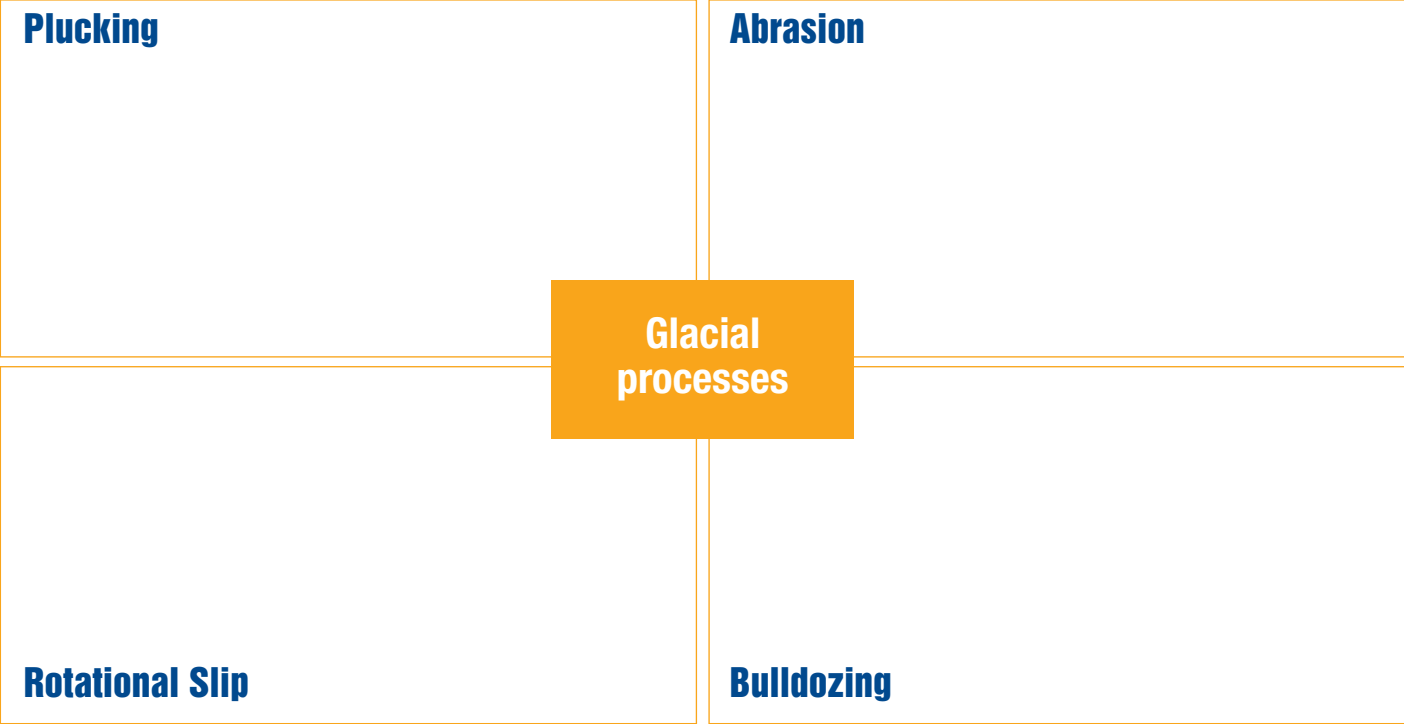 Plucking
Abrasion
Glacial
processes
Rotational Slip
Bulldozing